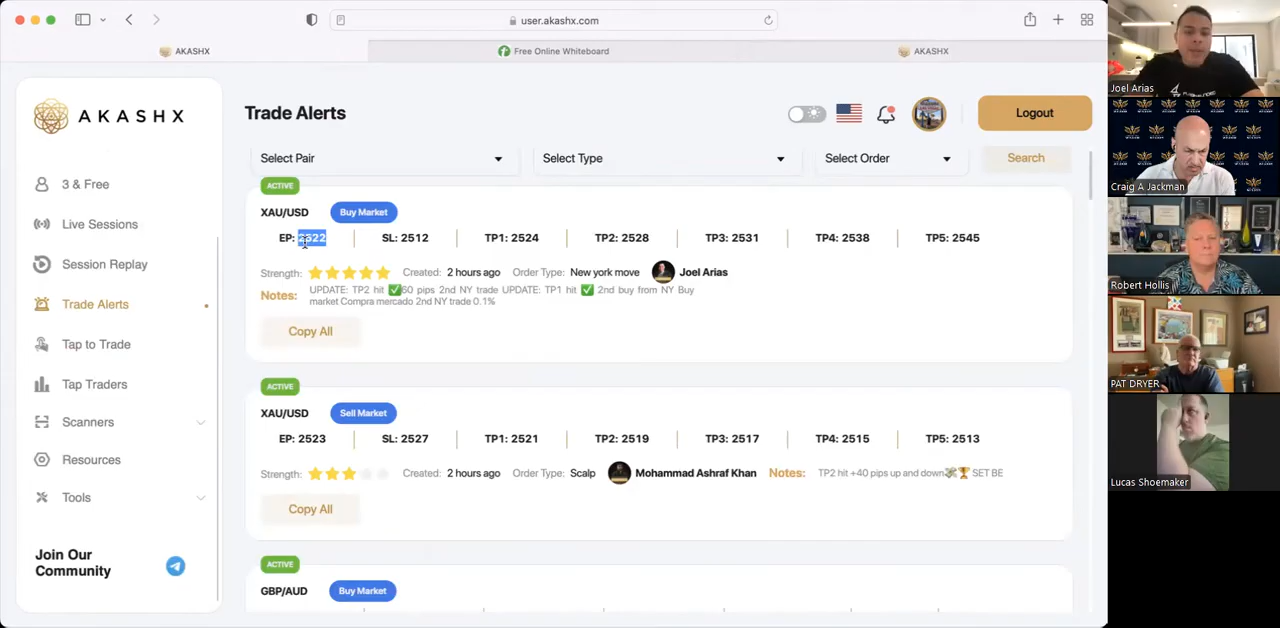 user.akashx.com
AKASHX
Free Online Whiteboard
AKASHX
AKASHX
3 & Free
Live Sessions
Session Replay
Trade Alerts
Tap to Trade
Tap Traders
Scanners
Resources
Tools
Join Our
Community
Trade Alerts
Logout
Select Pair
Select Type
Select Order
Search
ACTIVE
XAU/USD
Buy Market
EP: 2522
SL: 2512
TP1: 2524
TP2: 2528
TP3: 2531
TP4: 2538
TP5: 2545
Strength:
Created: 2 hours ago
Order Type: New york move
Joel Arias
Notes:
UPDATE: TP2 hit ✅60 pips 2nd NY trade UPDATE: TP1 hit ✅ 2nd buy from NY Buy
market Compra mercado 2nd NY trade 0.1%
Copy All
ACTIVE
XAU/USD
Sell Market
EP: 2523
SL: 2527
TP1: 2521
TP2: 2519
TP3: 2517
TP4: 2515
TP5: 2513
Strength:
Created: 2 hours ago
Order Type: Scalp
Mohammad Ashraf Khan
Notes:
TP2 hit +40 pips up and down💸🏆 SET BE
Copy All
ACTIVE
GBP/AUD
Buy Market
Joel Arias
Craig A Jackman
Robert Hollis
PAT DRYER
Lucas Shoemaker